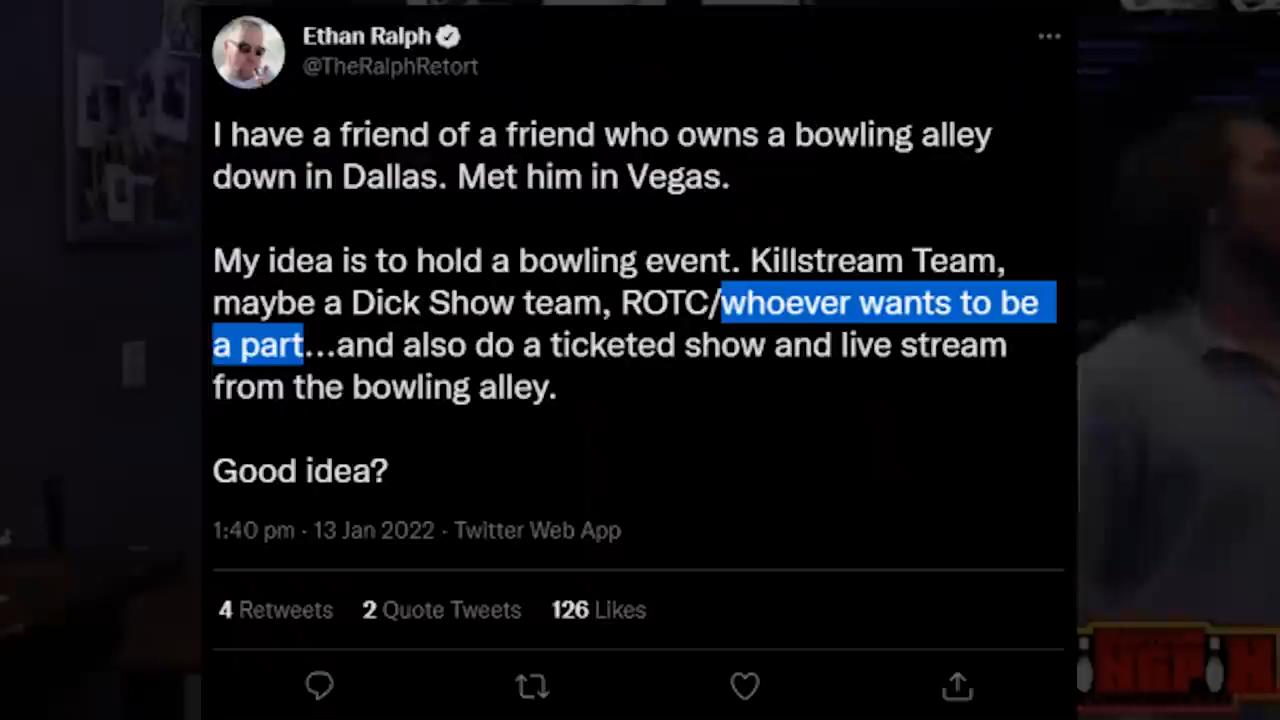 Ethan Ralph
@TheRalphRetort
I have a friend of a friend who owns a bowling alley
down in Dallas. Met him in Vegas.
My idea is to hold a bowling event. Killstream Team,
maybe a Dick Show team, ROTC/whoever wants to be
a part...and also do a ticketed show and live stream
from the bowling alley.
Good idea?
1:40 pm · 13 Jan 2022 · Twitter Web App
4 Retweets 2 Quote Tweets 126 Likes